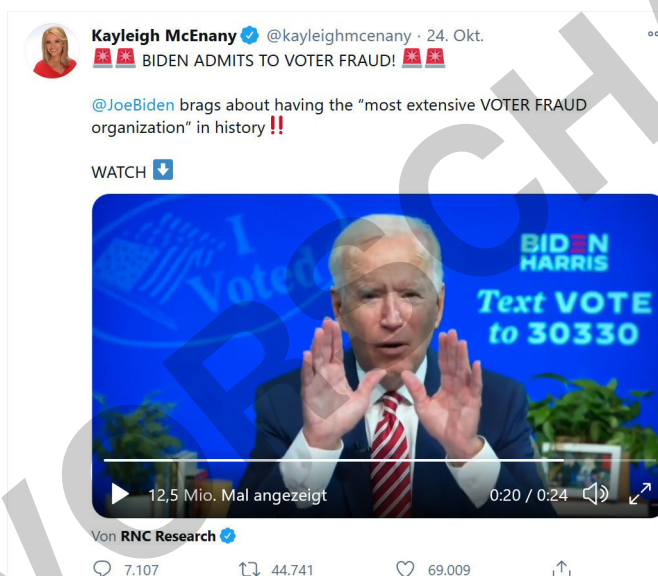 Kayleigh McEnany @kayleighmcenany · 24. Okt.
🚨🚨 BIDEN ADMITS TO VOTER FRAUD! 🚨🚨
@JoeBiden brags about having the “most extensive VOTER FRAUD
organization” in history‼️
WATCH ⬇️
I
Voted
BIDEN
HARRIS
Text VOTE
to 30330
12,5 Mio. Mal angezeigt 0:20 / 0:24
Von RNC Research
7.107 44.741 69.009